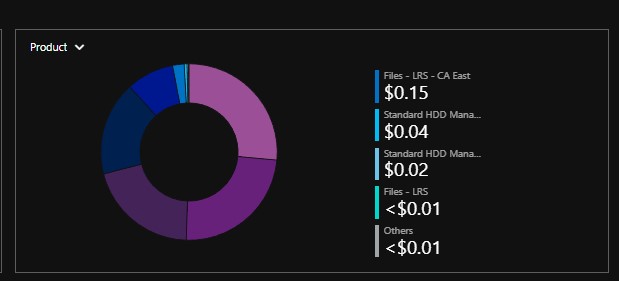 Product
Files - LRS - CA East
$0.15
Standard HDD Mana...
$0.04
Standard HDD Mana...
$0.02
Files - LRS
<$0.01
Others
<$0.01